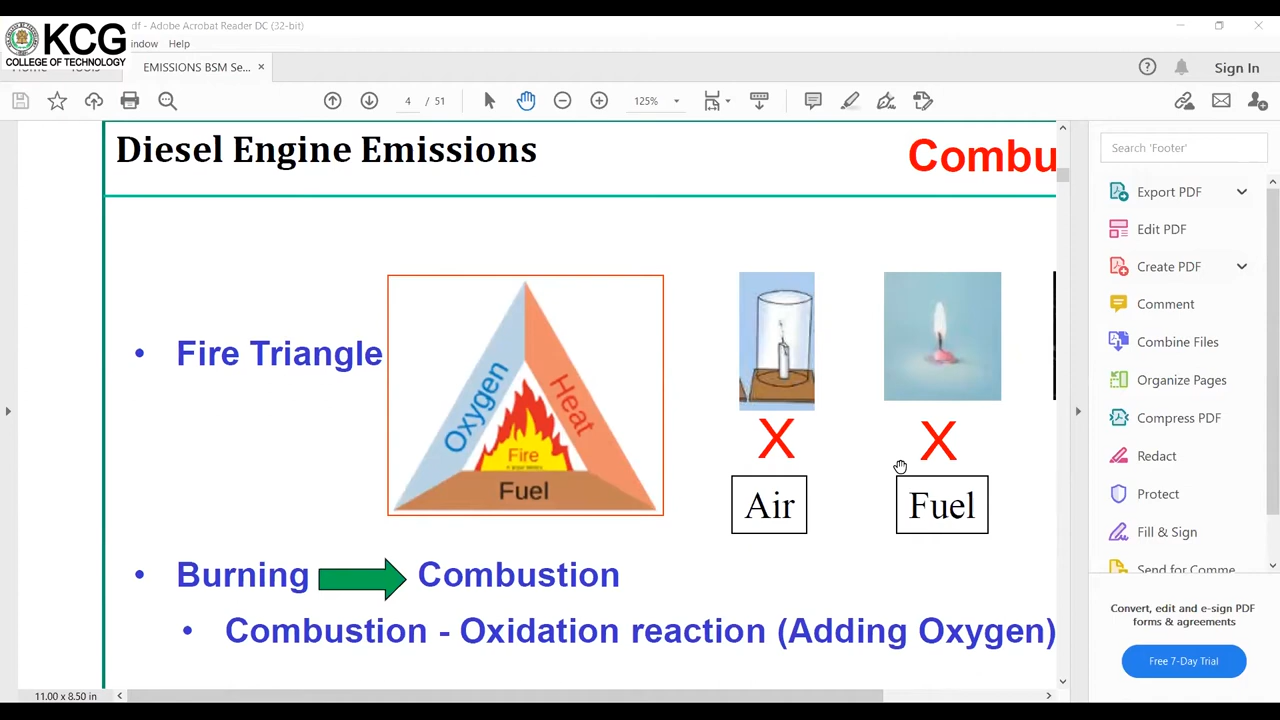 df - Adobe Acrobat Reader DC (32-bit)
KCG
COLLEGE OF TECHNOLOGY
indow Help
EMISSIONS BSM Se... ×
Sign In
4 / 51
125%
Diesel Engine Emissions
Combu
Search 'Footer'
Export PDF
Edit PDF
Create PDF
Comment
Combine Files
Organize Pages
Compress PDF
Redact
Protect
Fill & Sign
Send for Comme
• Fire Triangle
Oxygen
Heat
Fire
Fuel
X
X
Air
Fuel
• Burning Combustion
• Combustion - Oxidation reaction (Adding Oxygen)
Convert, edit and e-sign PDF
forms & agreements
Free 7-Day Trial
11.00 x 8.50 in